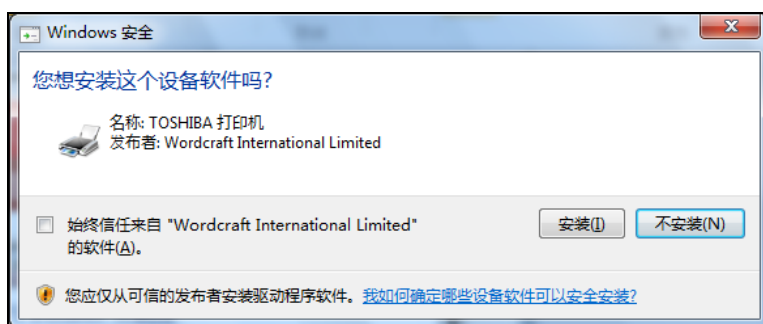 Windows 安全
您想安装这个设备软件吗?
名称: TOSHIBA 打印机
发布者: Wordcraft International Limited
始终信任来自 "Wordcraft International Limited"
的软件(A)。
安装(I)
不安装(N)
您应仅从可信的发布者安装驱动程序软件。我如何确定哪些设备软件可以安全安装?